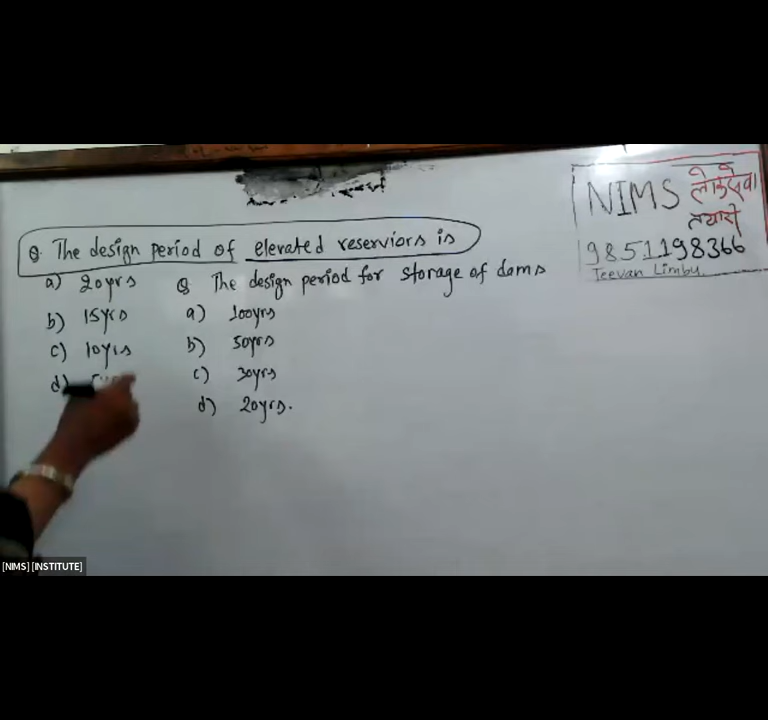 NIMS लोकसेवा
तयारी
9851198366
Jeevan Limbu
Q. The design period of elevated reserviors is
a) 20yrs
b) 15yrs
c) 10yrs
d)
Q The design period for storage of dams
a) 100yrs
b) 50yrs
c) 30yrs
d) 20yrs.
[NIMS] [INSTITUTE]